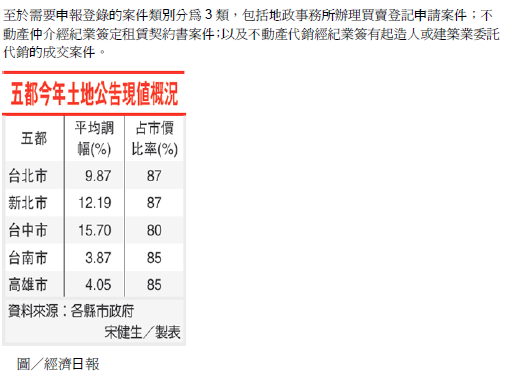 至於需要申報登錄的案件類別分為 3 類，包括地政事務所辦理買賣登記申請案件；不
動產仲介經紀業簽定租賃契約書案件;以及不動產代銷經紀業簽有起造人或建築業委託
代銷的成交案件。
五都今年土地公告現值概況
五都 平均調幅(%) 占市價比率(%)
台北市 9.87 87
新北市 12.19 87
台中市 15.70 80
台南市 3.87 85
高雄市 4.05 85
資料來源：各縣市政府
宋健生／製表
圖／經濟日報